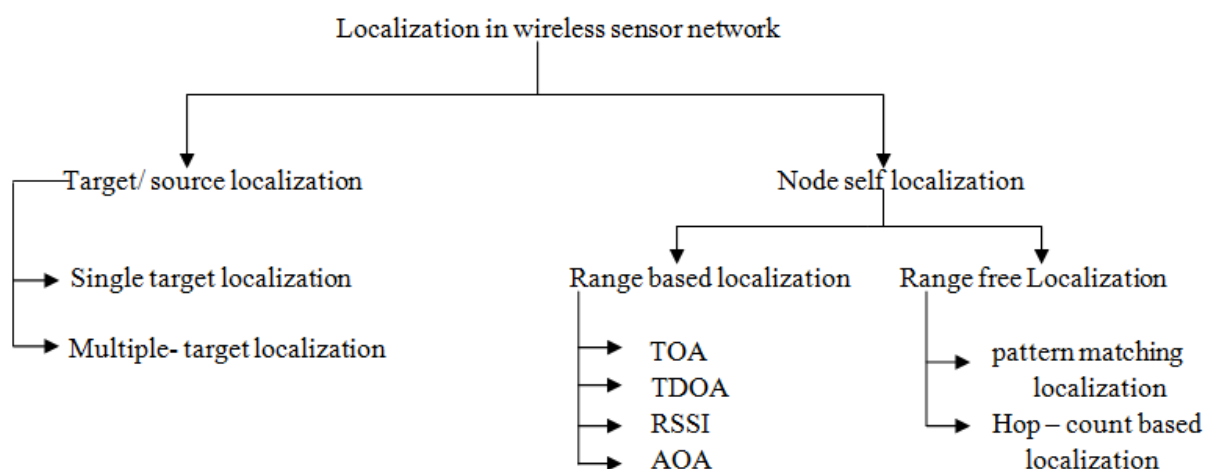 Localization in wireless sensor network
Target/ source localization
Single target localization
Multiple- target localization
Node self localization
Range based localization
TOA
TDOA
RSSI
AOA
Range free Localization
pattern matching
localization
Hop – count based
localization